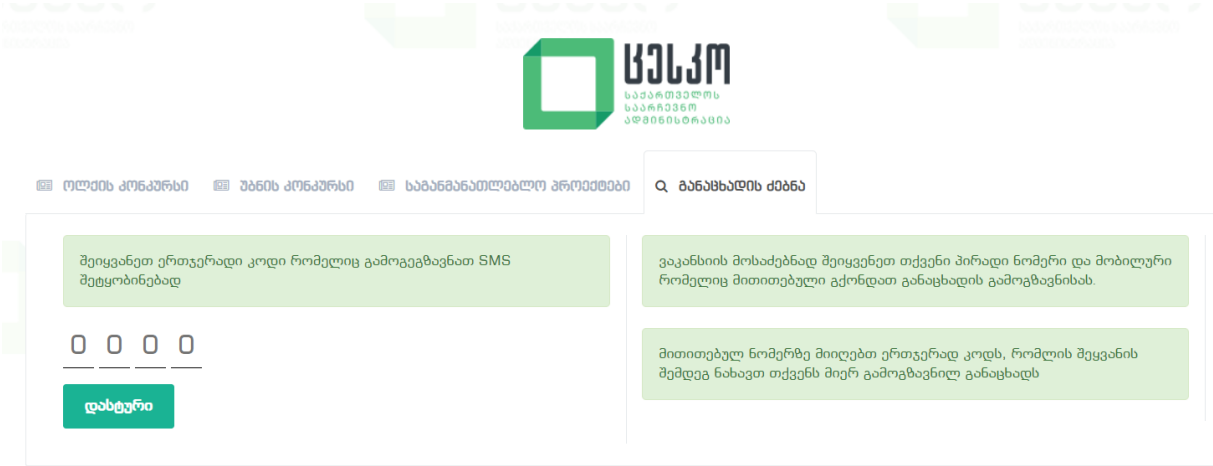 ცესკო
საქართველოს
საარჩევნო
ადმინისტრაცია
ოლქის კონკურსი უბნის კონკურსი საგანმანათლებლო პროექტები განაცხადის ძებნა
შეიყვანეთ ერთჯერადი კოდი რომელიც გამოგეგზავნათ SMS
შეტყობინებად
0 0 0 0
დასტური
ვაკანსიის მოსაძებნად შეიყვენეთ თქვენი პირადი ნომერი და მობილური
რომელიც მითითებული გქონდათ განაცხადის გამოგზავნისას.
მითითებულ ნომერზე მიიღებთ ერთჯერად კოდს, რომლის შეყვანის
შემდეგ ნახავთ თქვენს მიერ გამოგზავნილ განაცხადს